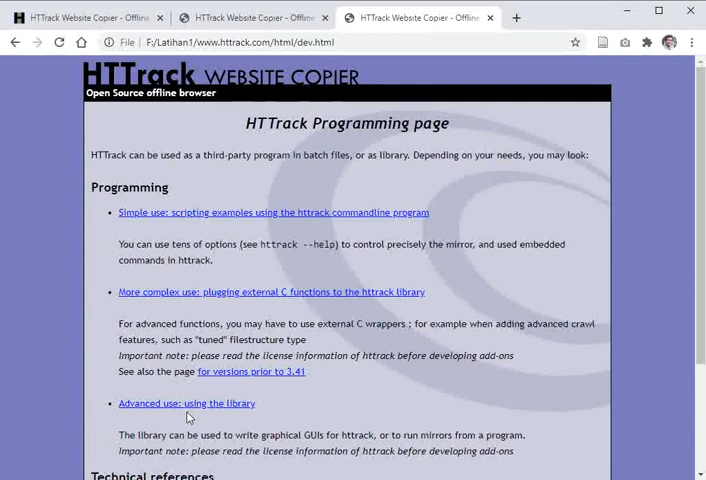 HTTrack Website Copier - Offline
HTTrack Website Copier - Offline
HTTrack Website Copier - Offline
File
F:/Latihan1/www.httrack.com/html/dev.html
HTTrack WEBSITE COPIER
Open Source offline browser
HTTrack Programming page
HTTrack can be used as a third-party program in batch files, or as library. Depending on your needs, you may look:
Programming
Simple use: scripting examples using the httrack commandline program
You can use tens of options (see httrack --help) to control precisely the mirror, and used embedded
commands in httrack.
More complex use: plugging external C functions to the httrack library
For advanced functions, you may have to use external C wrappers ; for example when adding advanced crawl
features, such as "tuned" filestructure type
Important note: please read the license information of httrack before developing add-ons
See also the page for versions prior to 3.41
Advanced use: using the library
The library can be used to write graphical GUIs for httrack, or to run mirrors from a program.
Important note: please read the license information of httrack before developing add-ons
Technical references